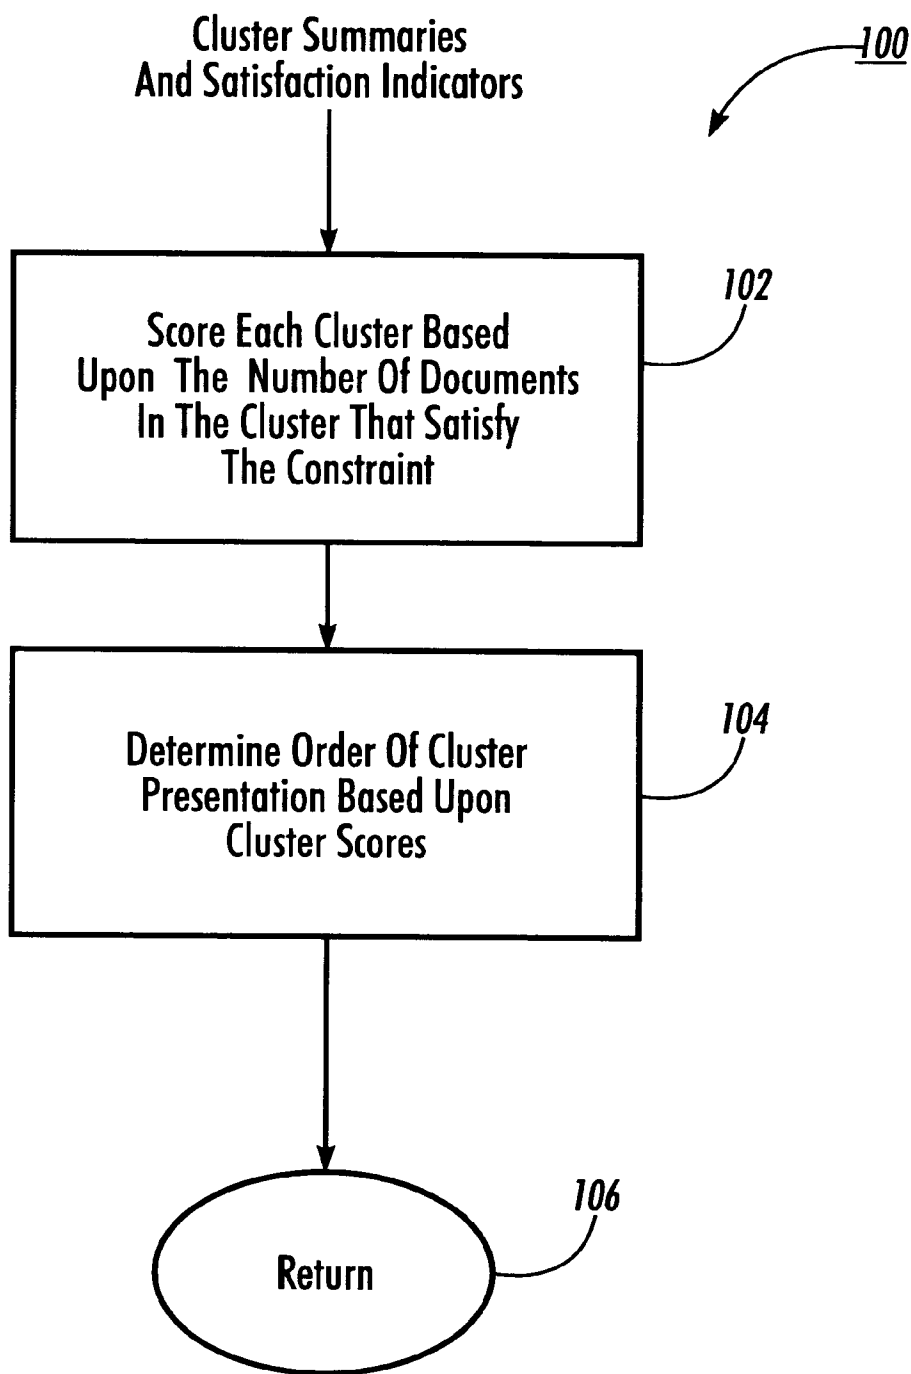 Cluster Summaries
And Satisfaction Indicators
100
Score Each Cluster Based
Upon The Number Of Documents
In The Cluster That Satisfy
The Constraint
102
Determine Order Of Cluster
Presentation Based Upon
Cluster Scores
104
Return
106